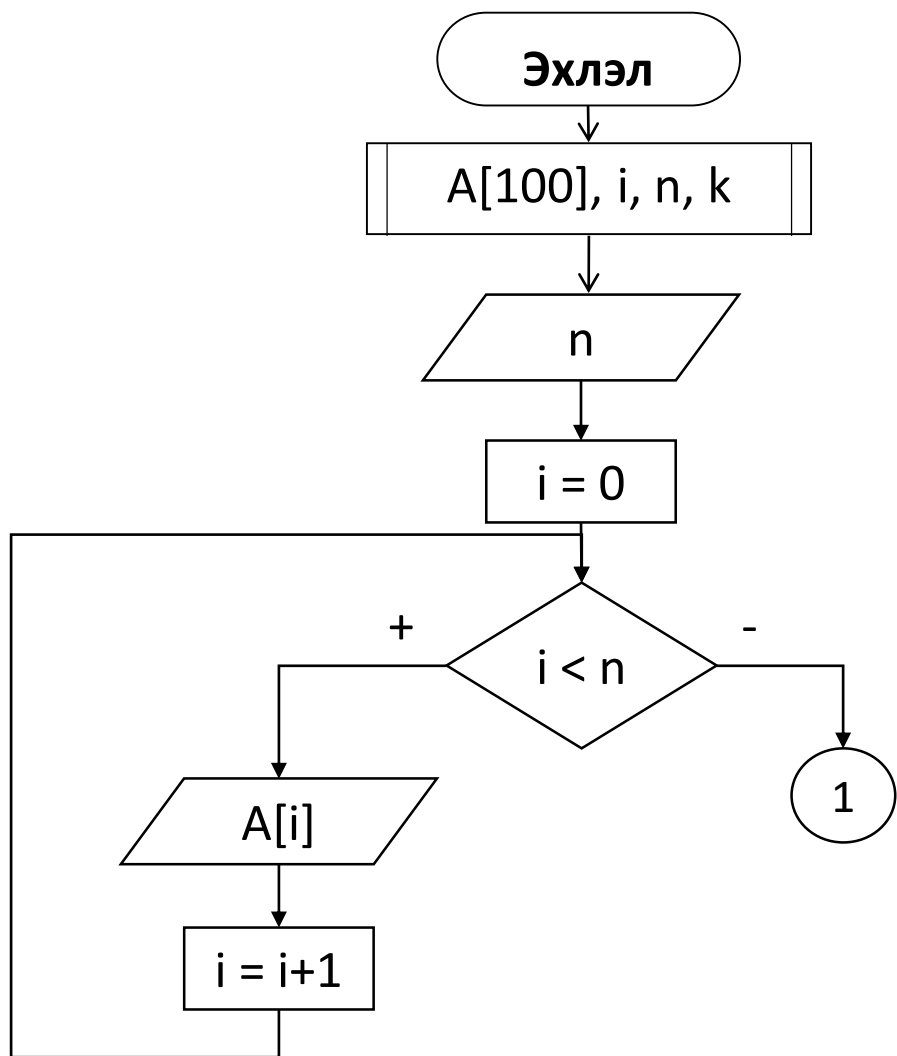 Эхлэл
A[100], i, n, k
n
i = 0
+
-
i < n
1
A[i]
i = i+1